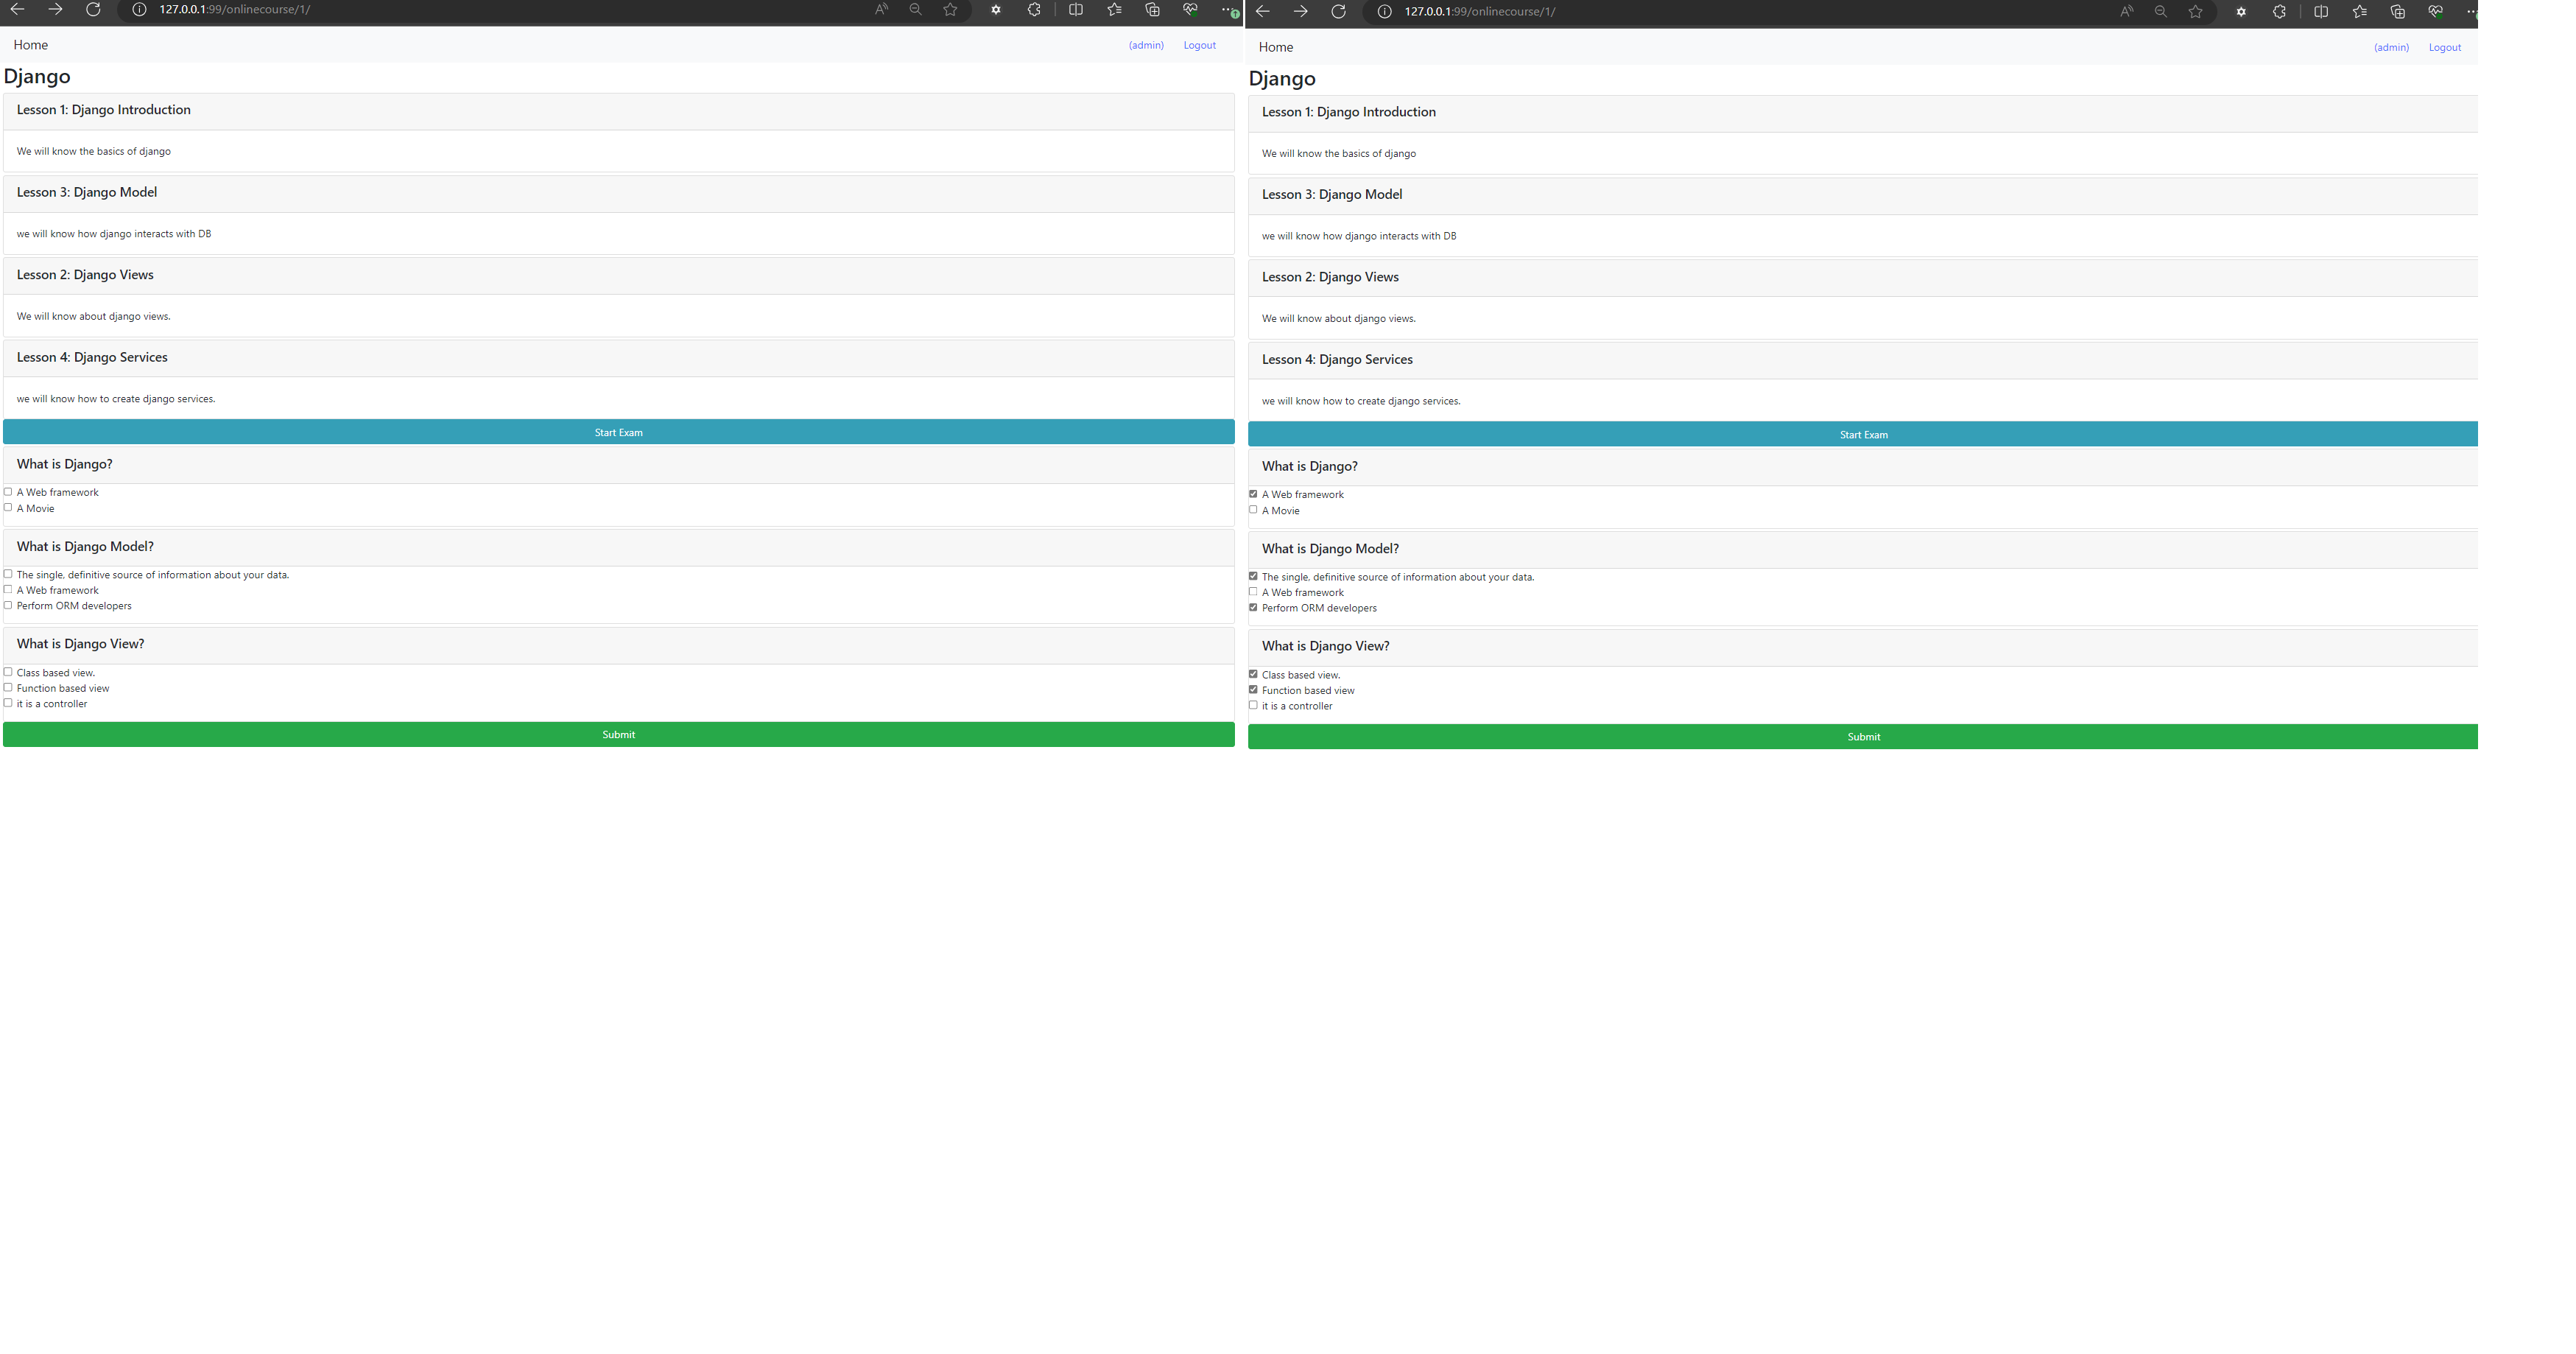 127.0.0.1:99/onlinecourse/1/
Home (admin) Logout
Django
Lesson 1: Django Introduction
We will know the basics of django
Lesson 3: Django Model
we will know how django interacts with DB
Lesson 2: Django Views
We will know about django views.
Lesson 4: Django Services
we will know how to create django services.
Start Exam
What is Django?
A Web framework
A Movie
What is Django Model?
The single, definitive source of information about your data.
A Web framework
Perform ORM developers
What is Django View?
Class based view.
Function based view
it is a controller
Submit
127.0.0.1:99/onlinecourse/1/
Home (admin) Logout
Django
Lesson 1: Django Introduction
We will know the basics of django
Lesson 3: Django Model
we will know how django interacts with DB
Lesson 2: Django Views
We will know about django views.
Lesson 4: Django Services
we will know how to create django services.
Start Exam
What is Django?
A Web framework
A Movie
What is Django Model?
The single, definitive source of information about your data.
A Web framework
Perform ORM developers
What is Django View?
Class based view.
Function based view
it is a controller
Submit